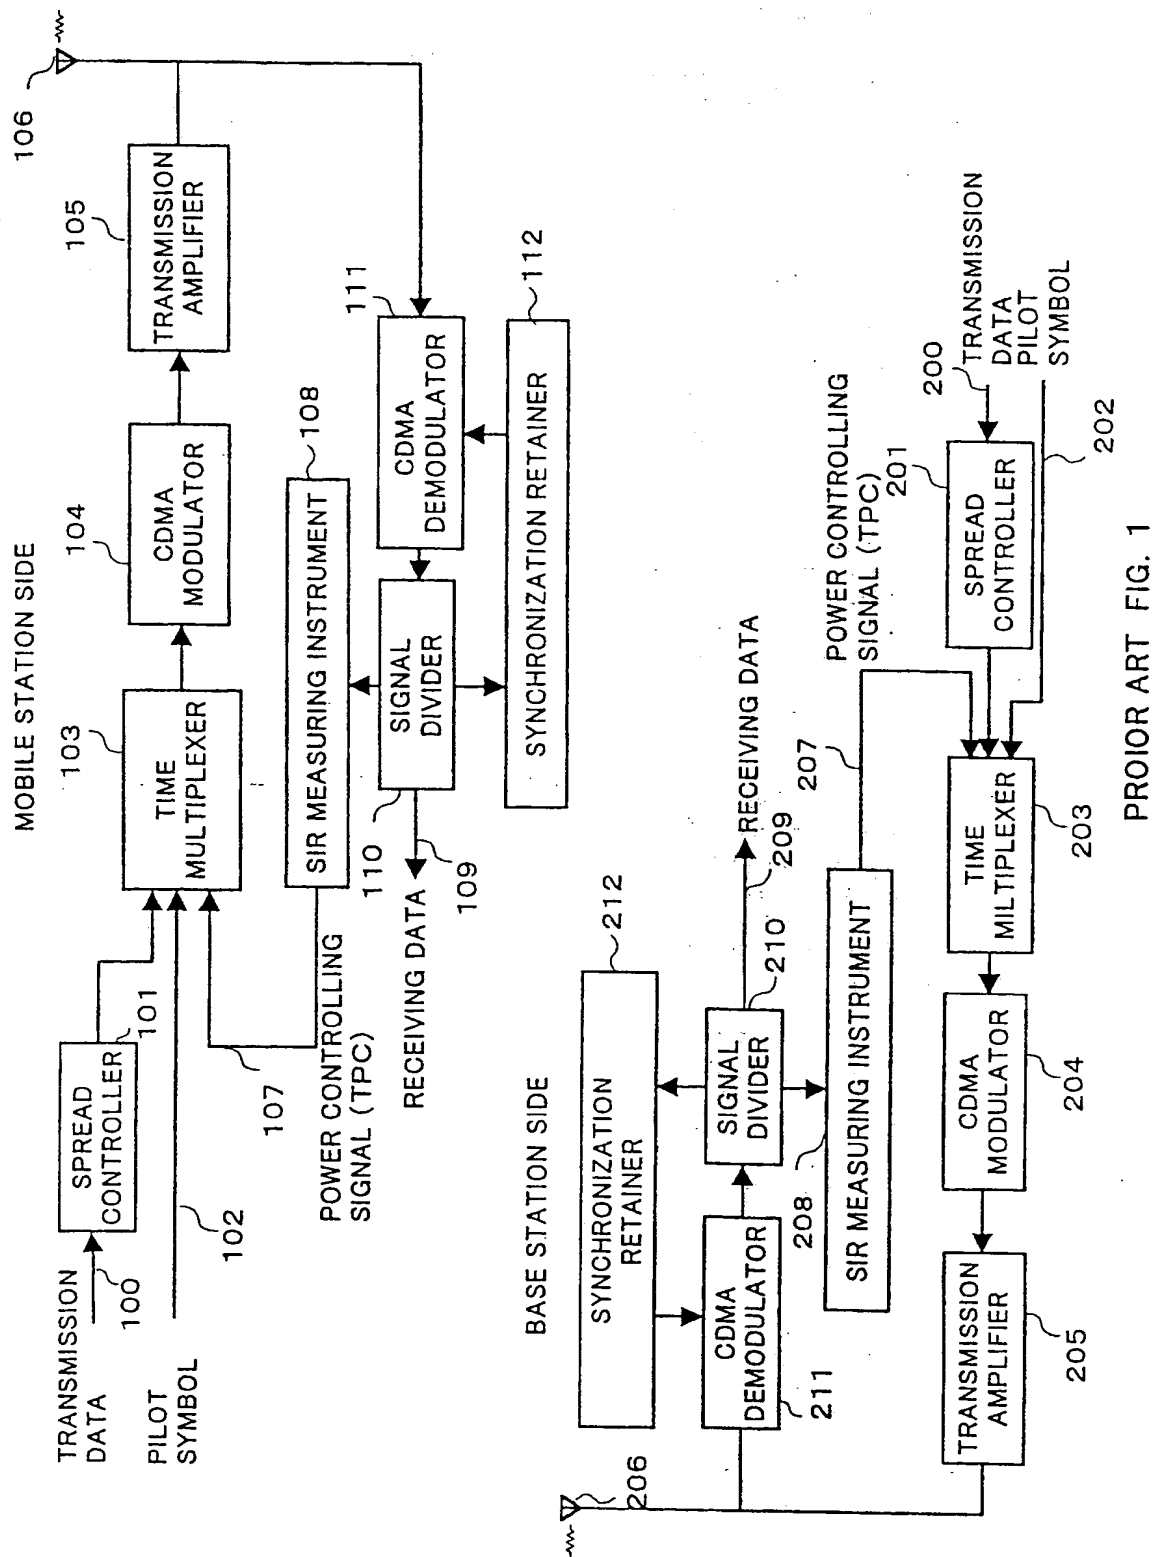 MOBILE STATION SIDE
TRANSMISSION
DATA
100
SPREAD
CONTROLLER
101
PILOT
SYMBOL
102
TIME
MULTIPLEXER
103
CDMA
MODULATOR
104
TRANSMISSION
AMPLIFIER
105
106
107
POWER CONTROLLING
SIGNAL (TPC)
SIR MEASURING INSTRUMENT
108
RECEIVING DATA
109
SIGNAL
DIVIDER
110
CDMA
DEMODULATOR
111
SYNCHRONIZATION RETAINER
112
BASE STATION SIDE
206
SYNCHRONIZATION
RETAINER
212
CDMA
DEMODULATOR
211
SIGNAL
DIVIDER
210
RECEIVING DATA
209
SIR MEASURING INSTRUMENT
208
207
POWER CONTROLLING
SIGNAL (TPC)
TRANSMISSION
DATA
PILOT
SYMBOL
200
SPREAD
CONTROLLER
201
202
TIME
MILTIPLEXER
203
CDMA
MODULATOR
204
TRANSMISSION
AMPLIFIER
205
PROIOR ART FIG. 1